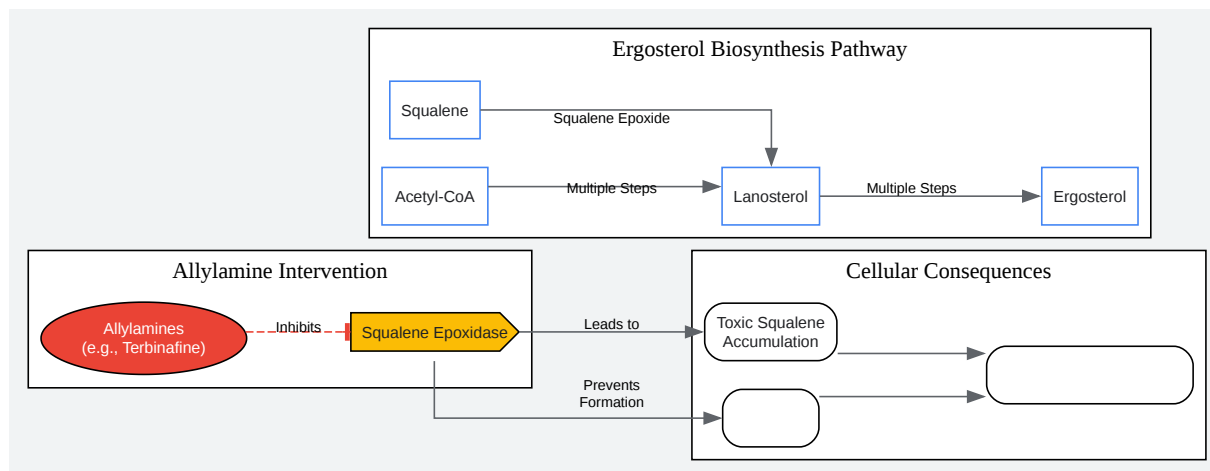 Ergosterol Biosynthesis Pathway
Squalene
Squalene Epoxide
Acetyl-CoA
Multiple Steps
Lanosterol
Multiple Steps
Ergosterol
Allylamine Intervention
Allylamines
(e.g., Terbinafine)
Inhibits
Squalene Epoxidase
Leads to
Prevents
Formation
Cellular Consequences
Toxic Squalene
Accumulation